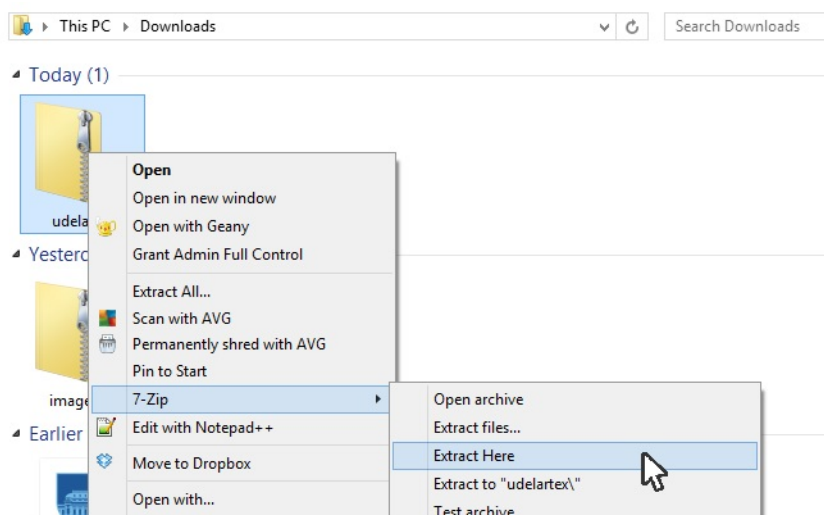 This PC Downloads
Search Downloads
Today (1)
udela
Open
Open in new window
Open with Geany
Grant Admin Full Control
Yesterd
Extract All...
Scan with AVG
Permanently shred with AVG
Pin to Start
image
7-Zip
Open archive
Edit with Notepad++
Extract files...
Earlier
Move to Dropbox
Extract Here
Extract to "udelartex\"
Open with...
Test archive